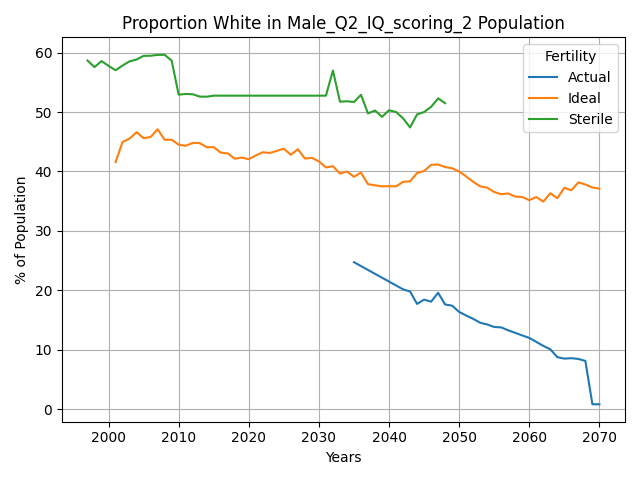 Proportion White in Male_Q2_IQ_scoring_2 Population
Fertility
Actual
Ideal
Sterile
% of Population
60
50
40
30
20
10
0
2000 2010 2020 2030 2040 2050 2060 2070
Years